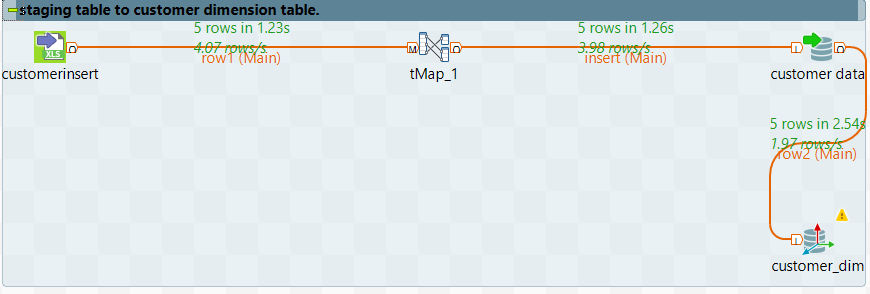 staging table to customer dimension table.
5 rows in 1.23s
4.07 rows/s
row1 (Main)
5 rows in 1.26s
3.98 rows/s
insert (Main)
XLS
O
M
O
I
O
customerinsert
tMap_1
customer data
5 rows in 2.54s
1.97 rows/s
row2 (Main)
I
customer_dim